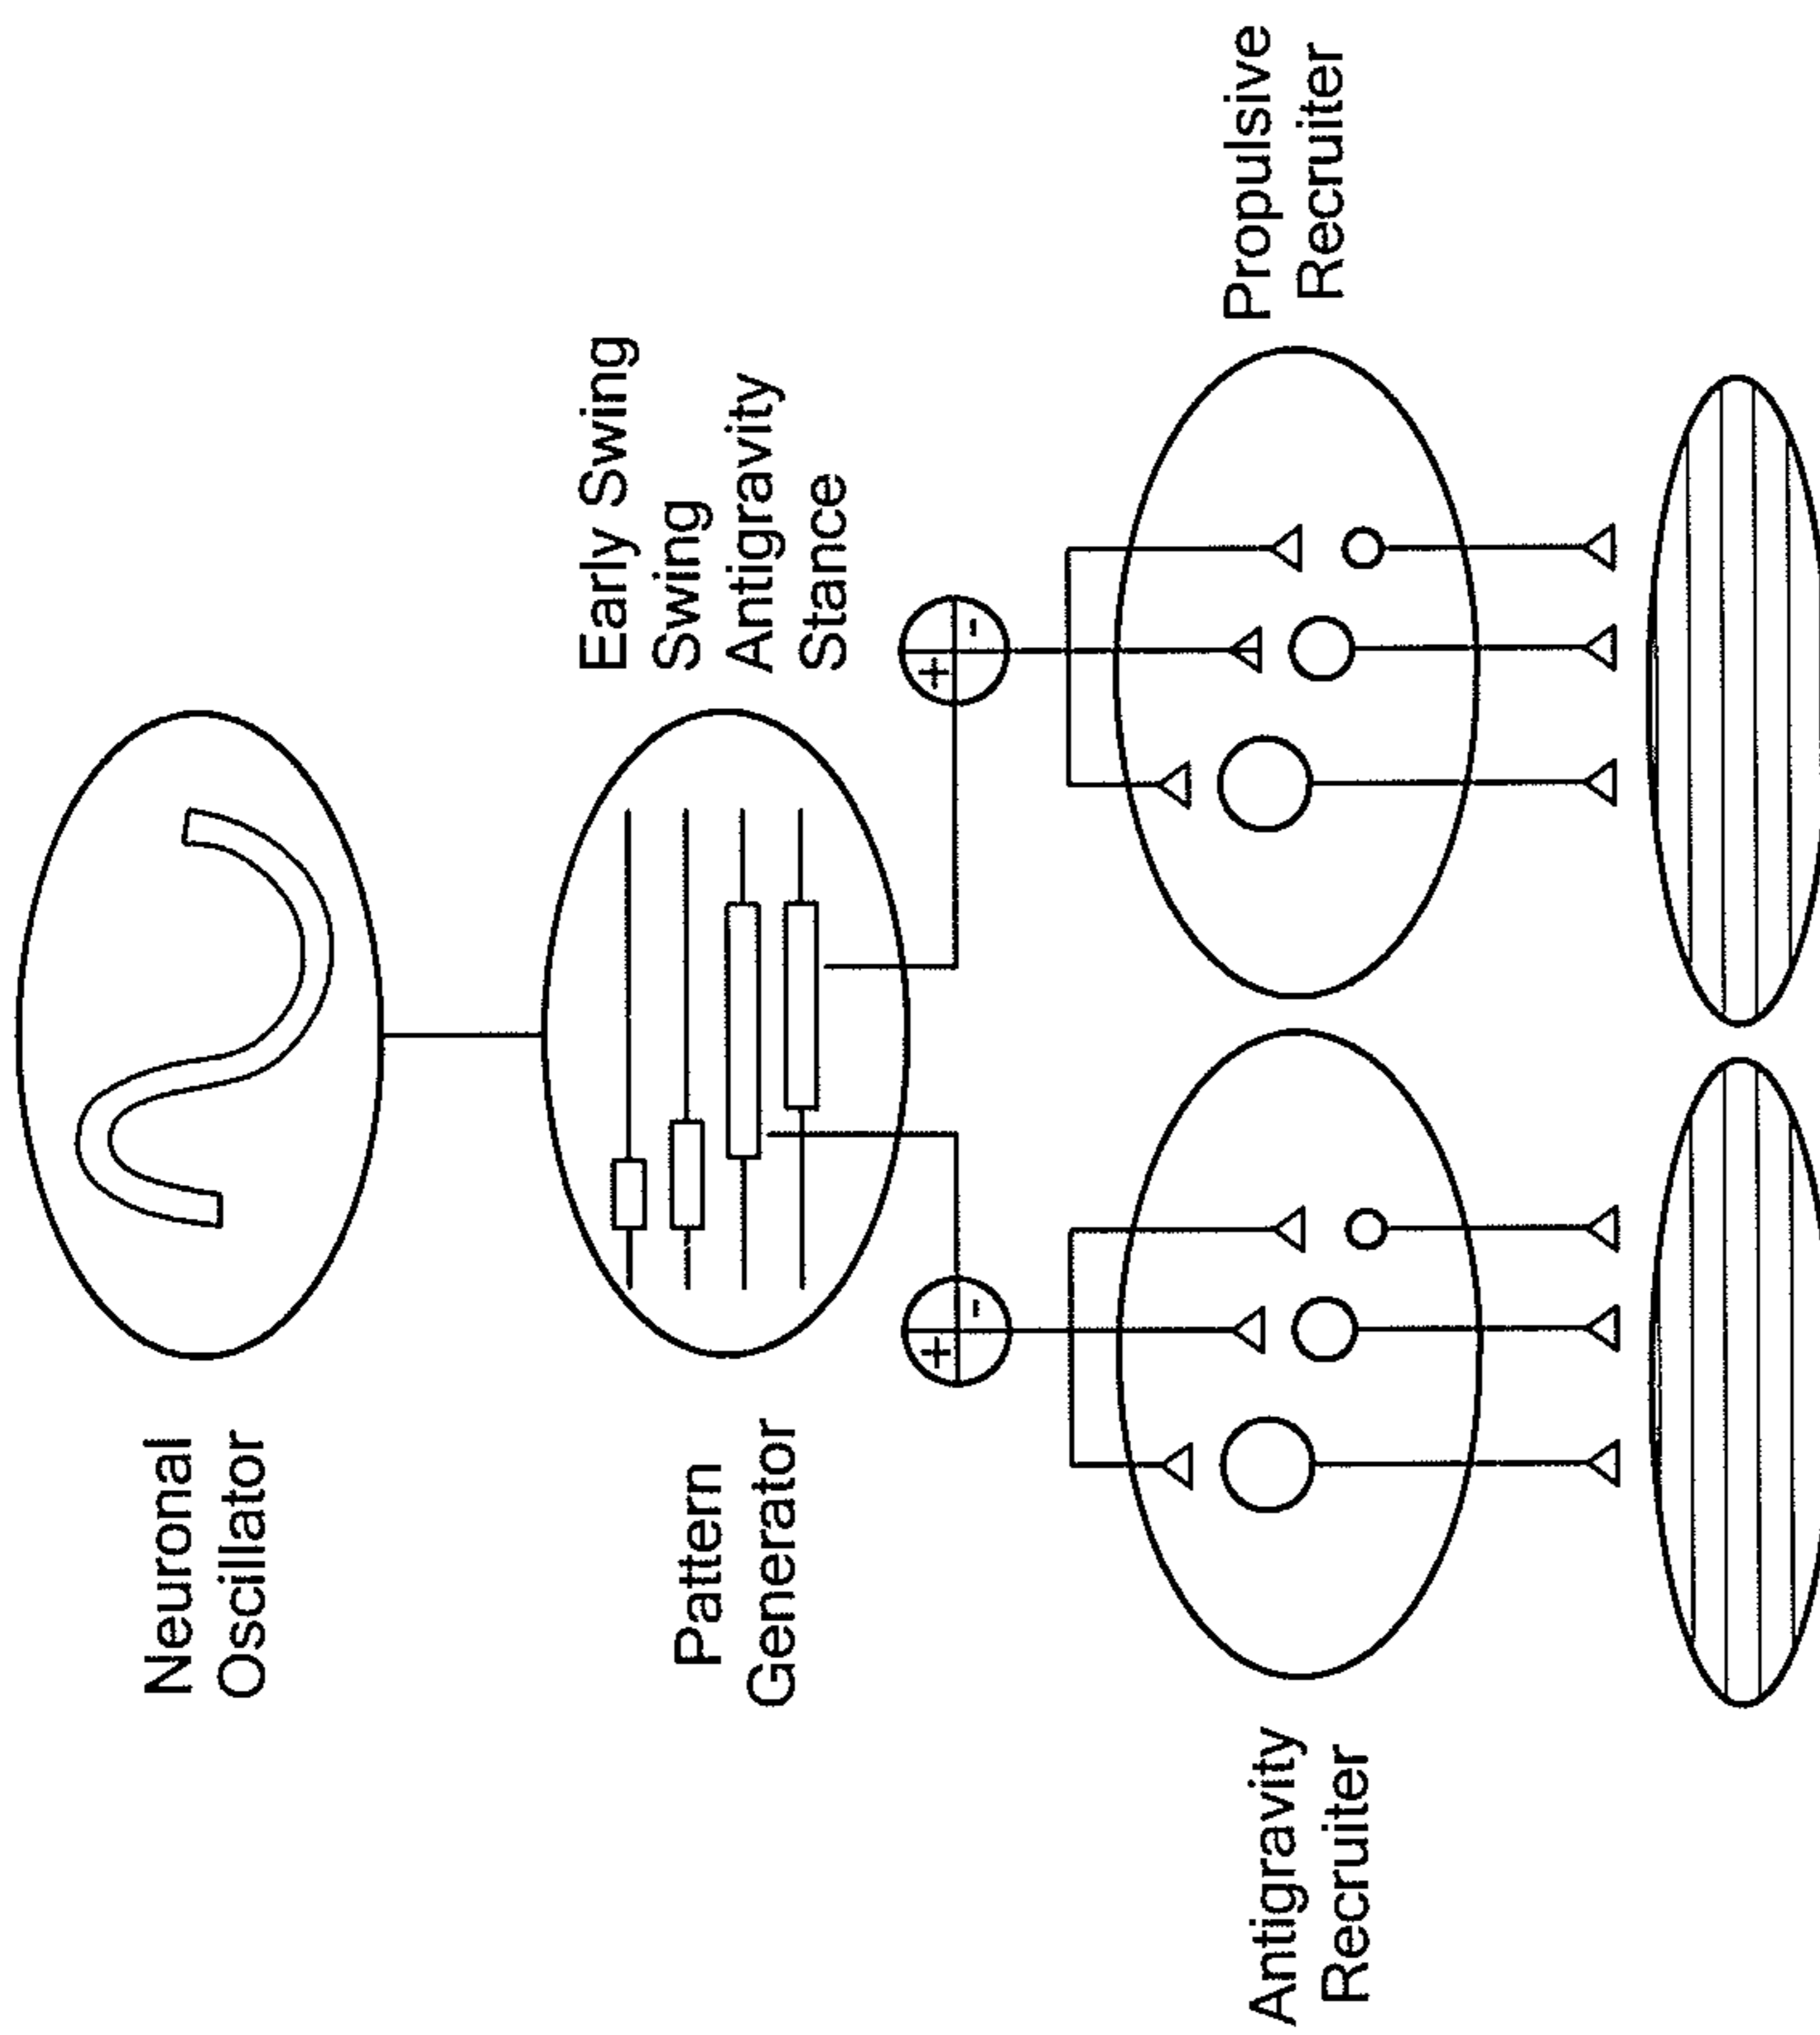 Neuronal
Oscillator
Pattern
Generator
Early Swing
Swing
Antigravity
Stance
+
-
+
-
Antigravity
Recruiter
Propulsive
Recruiter